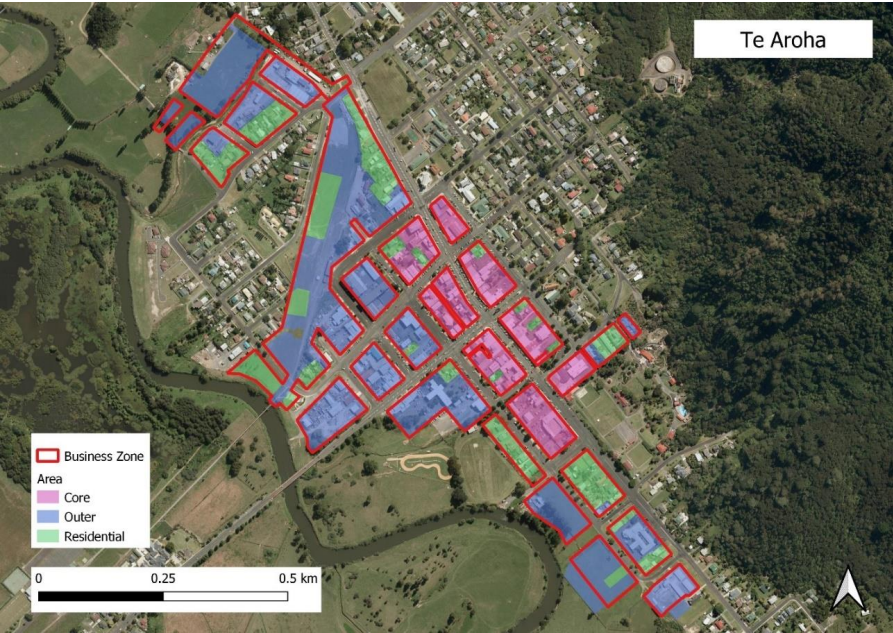 Te Aroha
Business Zone
Area
Core
Outer
Residential
0 0.25 0.5 km